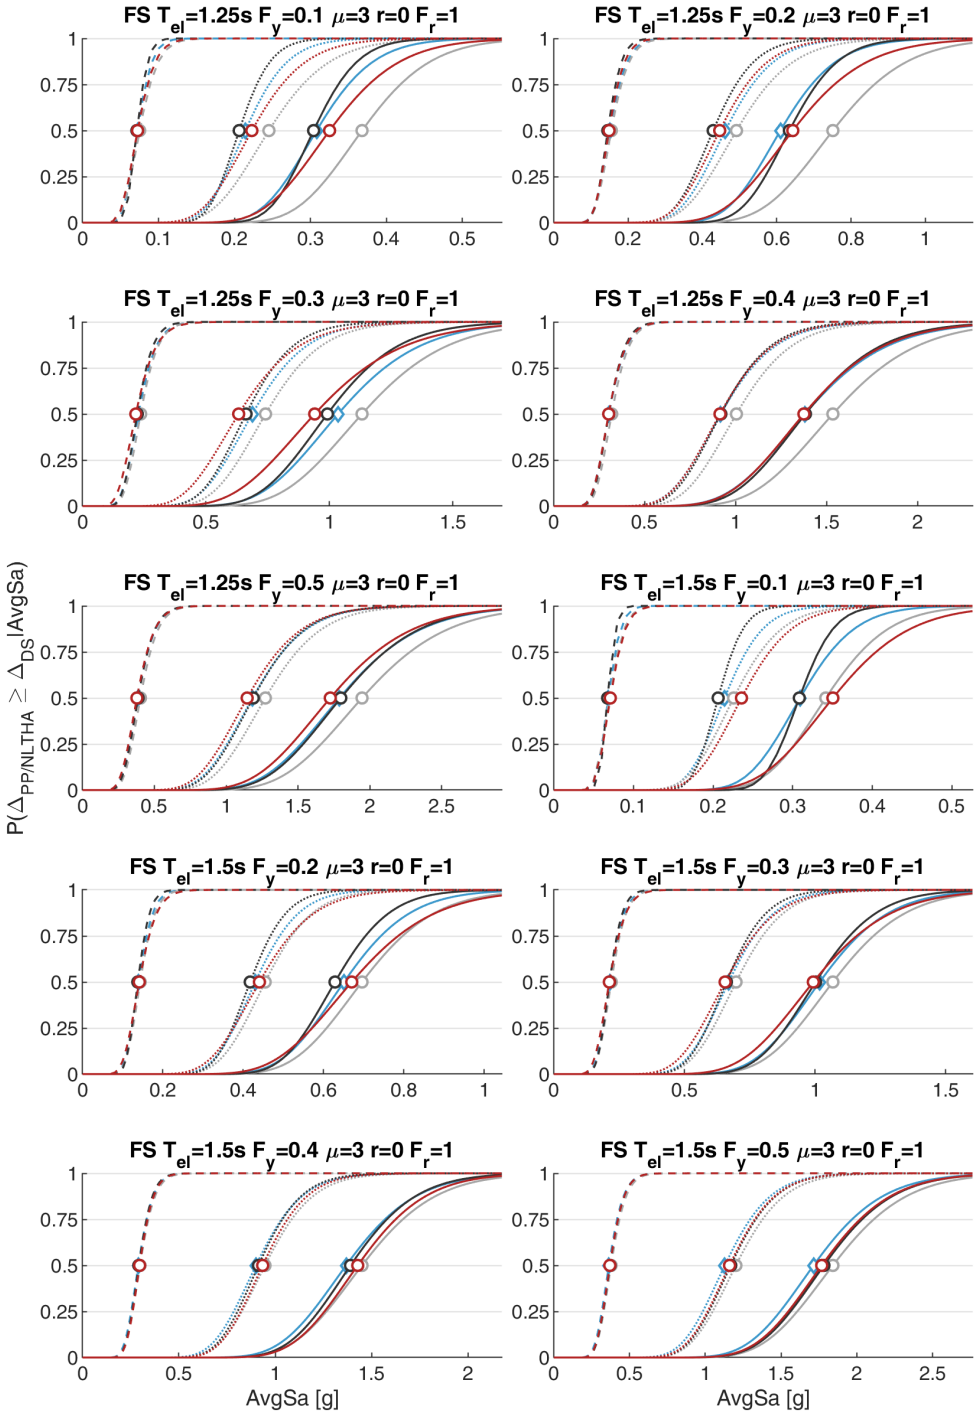 FS T_el=1.25s F_y=0.1 μ=3 r=0 F_r=1
1
0.75
0.5
0.25
0
0 0.1 0.2 0.3 0.4 0.5
FS T_el=1.25s F_y=0.2 μ=3 r=0 F_r=1
1
0.75
0.5
0.25
0
0 0.2 0.4 0.6 0.8 1
FS T_el=1.25s F_y=0.3 μ=3 r=0 F_r=1
1
0.75
0.5
0.25
0
0 0.5 1 1.5
FS T_el=1.25s F_y=0.4 μ=3 r=0 F_r=1
1
0.75
0.5
0.25
0
0 0.5 1 1.5 2
P(Δ_PP/NLTHA ≥ Δ_DS|AvgSa)
FS T_el=1.25s F_y=0.5 μ=3 r=0 F_r=1
1
0.75
0.5
0.25
0
0 0.5 1 1.5 2 2.5
FS T_el=1.5s F_y=0.1 μ=3 r=0 F_r=1
1
0.75
0.5
0.25
0
0 0.1 0.2 0.3 0.4 0.5
FS T_el=1.5s F_y=0.2 μ=3 r=0 F_r=1
1
0.75
0.5
0.25
0
0 0.2 0.4 0.6 0.8 1
FS T_el=1.5s F_y=0.3 μ=3 r=0 F_r=1
1
0.75
0.5
0.25
0
0 0.5 1 1.5
FS T_el=1.5s F_y=0.4 μ=3 r=0 F_r=1
1
0.75
0.5
0.25
0
0 0.5 1 1.5 2
AvgSa [g]
FS T_el=1.5s F_y=0.5 μ=3 r=0 F_r=1
1
0.75
0.5
0.25
0
0 0.5 1 1.5 2 2.5
AvgSa [g]